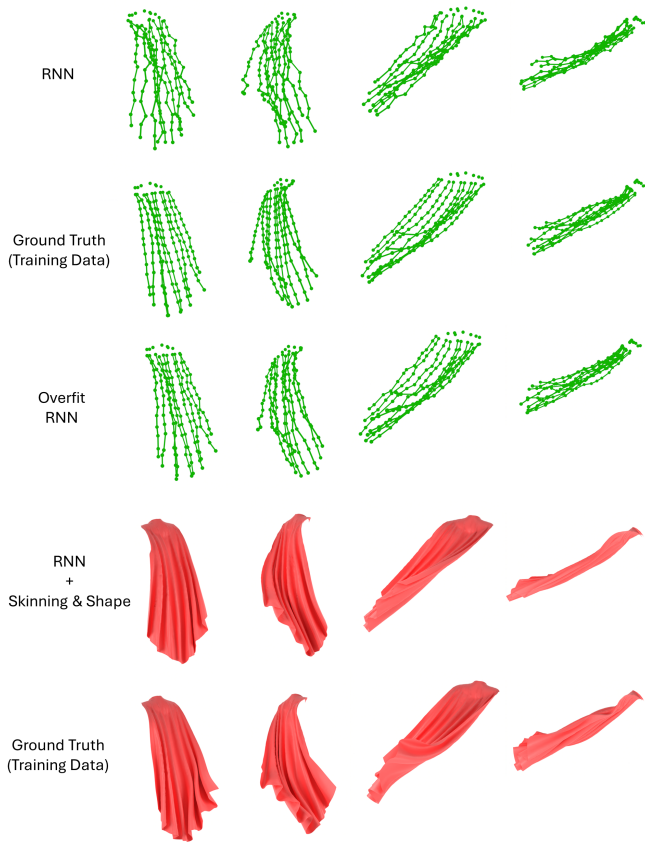 RNN
Ground Truth
(Training Data)
Overfit
RNN
RNN
+
Skinning & Shape
Ground Truth
(Training Data)